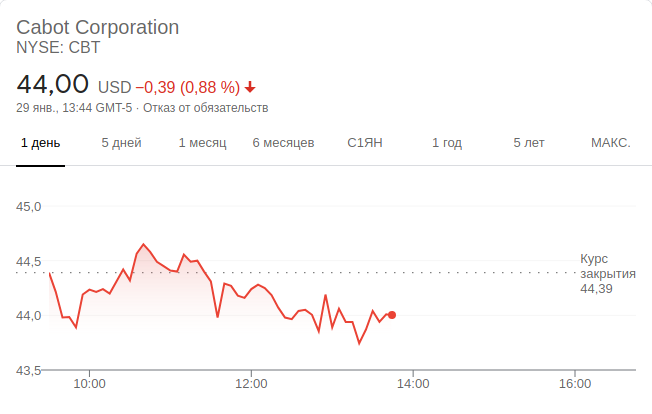 Cabot Corporation
NYSE: CBT
44,00 USD −0,39 (0,88 %)
29 янв., 13:44 GMT-5 · Отказ от обязательств
1 день 5 дней 1 месяц 6 месяцев С1ЯН 1 год 5 лет МАКС.
45,0
44,5
44,0
43,5
Курс
закрытия
44,39
10:00 12:00 14:00 16:00